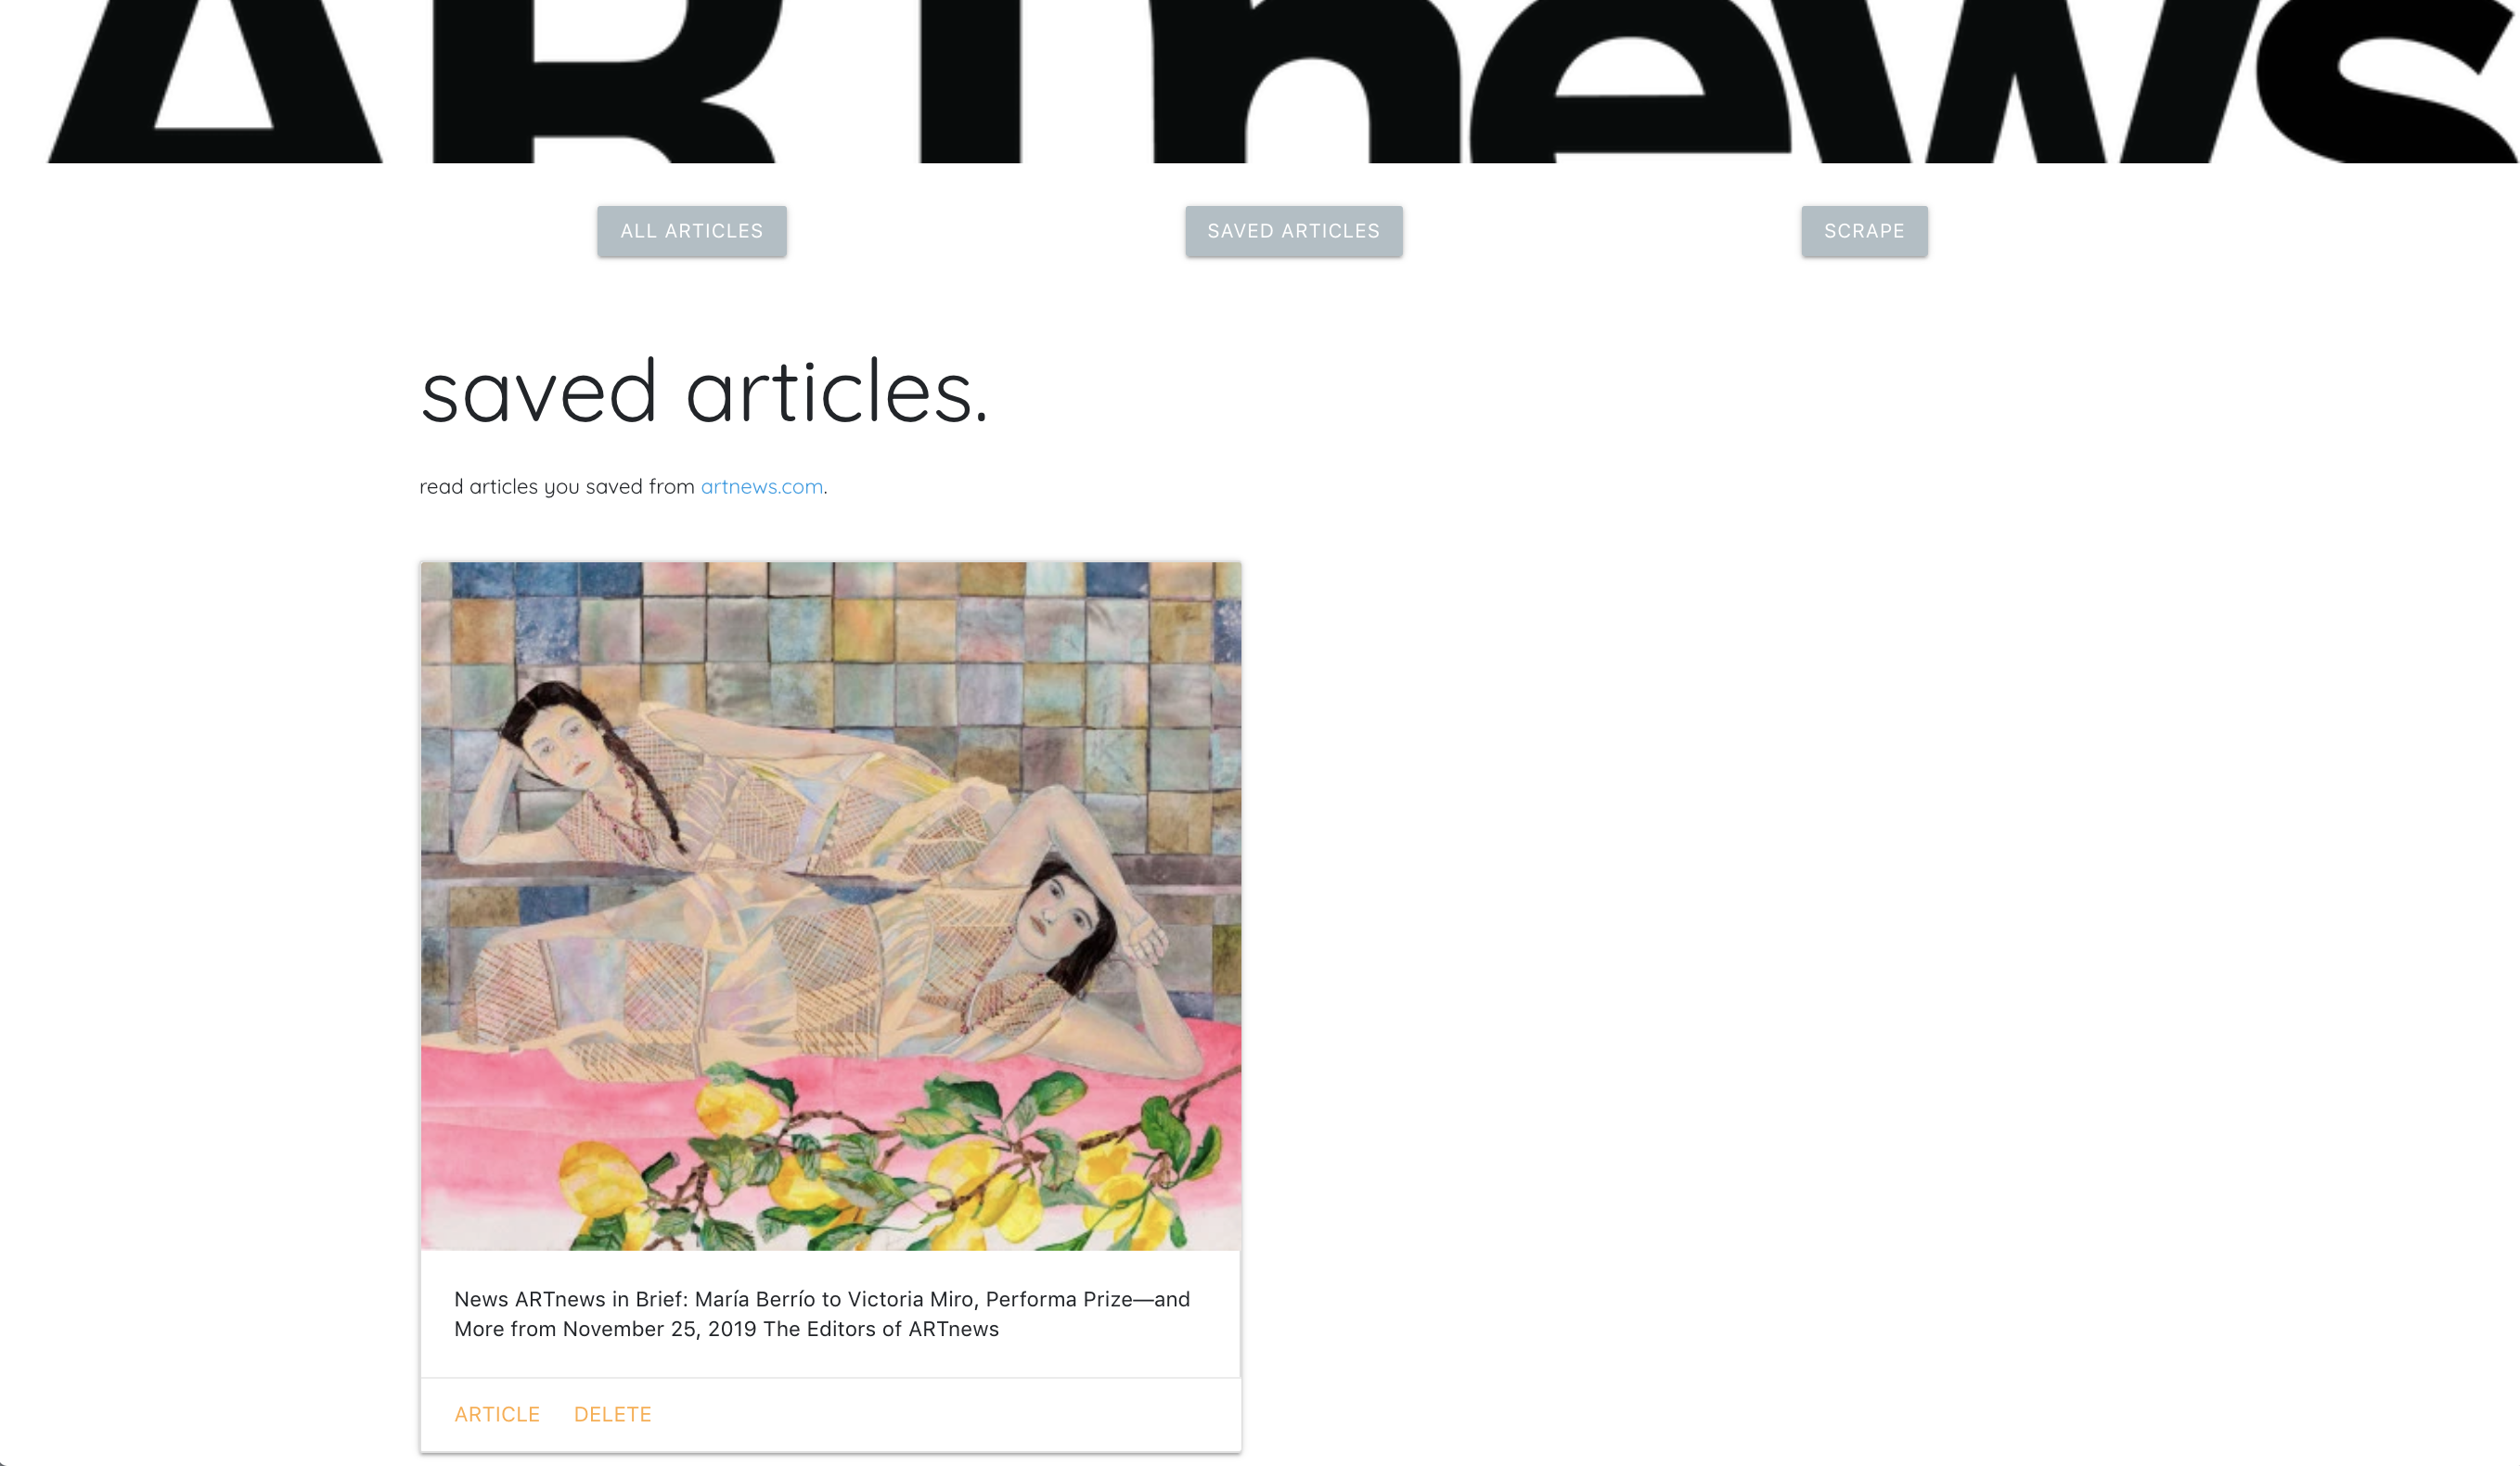 ARTnews
ALL ARTICLES
SAVED ARTICLES
SCRAPE
saved articles.
read articles you saved from artnews.com.
News ARTnews in Brief: María Berrío to Victoria Miro, Performa Prize—and
More from November 25, 2019 The Editors of ARTnews
ARTICLE
DELETE